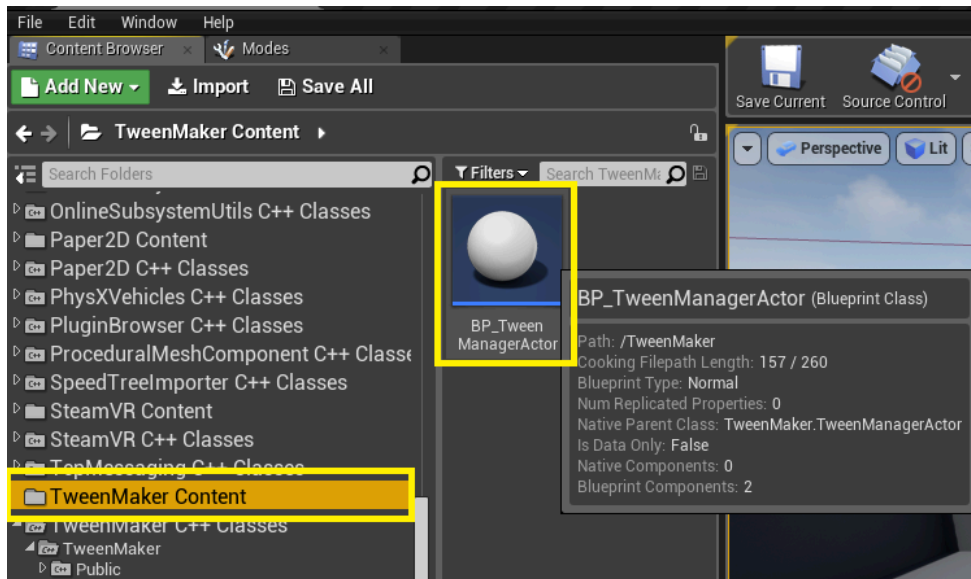 File Edit Window Help
Content Browser Modes
Add New Import Save All
Save Current Source Control
TweenMaker Content
Perspective Lit
Search Folders
Filters Search TweenMa
OnlineSubsystemUtils C++ Classes
Paper2D Content
Paper2D C++ Classes
PhysXVehicles C++ Classes
PluginBrowser C++ Classes
ProceduralMeshComponent C++ Classe
SpeedTreeImporter C++ Classes
SteamVR Content
SteamVR C++ Classes
TcpMessaging C++ Classes
TweenMaker Content
TweenMaker C++ Classes
TweenMaker
Public
BP_Tween
ManagerActor
BP_TweenManagerActor (Blueprint Class)
Path: /TweenMaker
Cooking Filepath Length: 157 / 260
Blueprint Type: Normal
Num Replicated Properties: 0
Native Parent Class: TweenMaker.TweenManagerActor
Is Data Only: False
Native Components: 0
Blueprint Components: 2